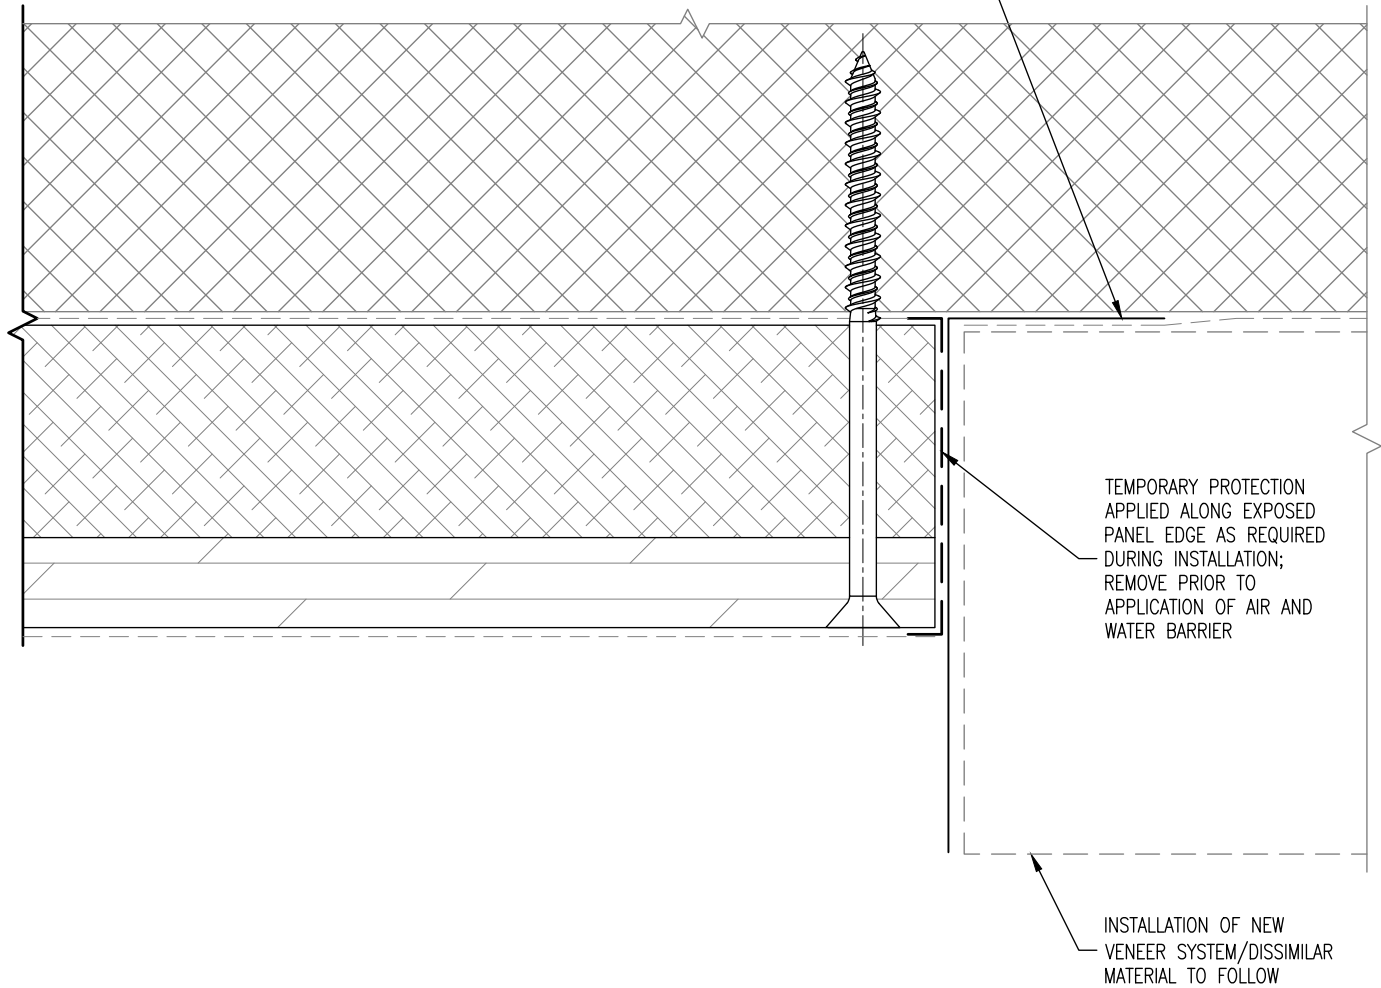 TEMPORARY PROTECTION
APPLIED ALONG EXPOSED
PANEL EDGE AS REQUIRED
DURING INSTALLATION;
REMOVE PRIOR TO
APPLICATION OF AIR AND
WATER BARRIER
INSTALLATION OF NEW
VENEER SYSTEM/DISSIMILAR
MATERIAL TO FOLLOW